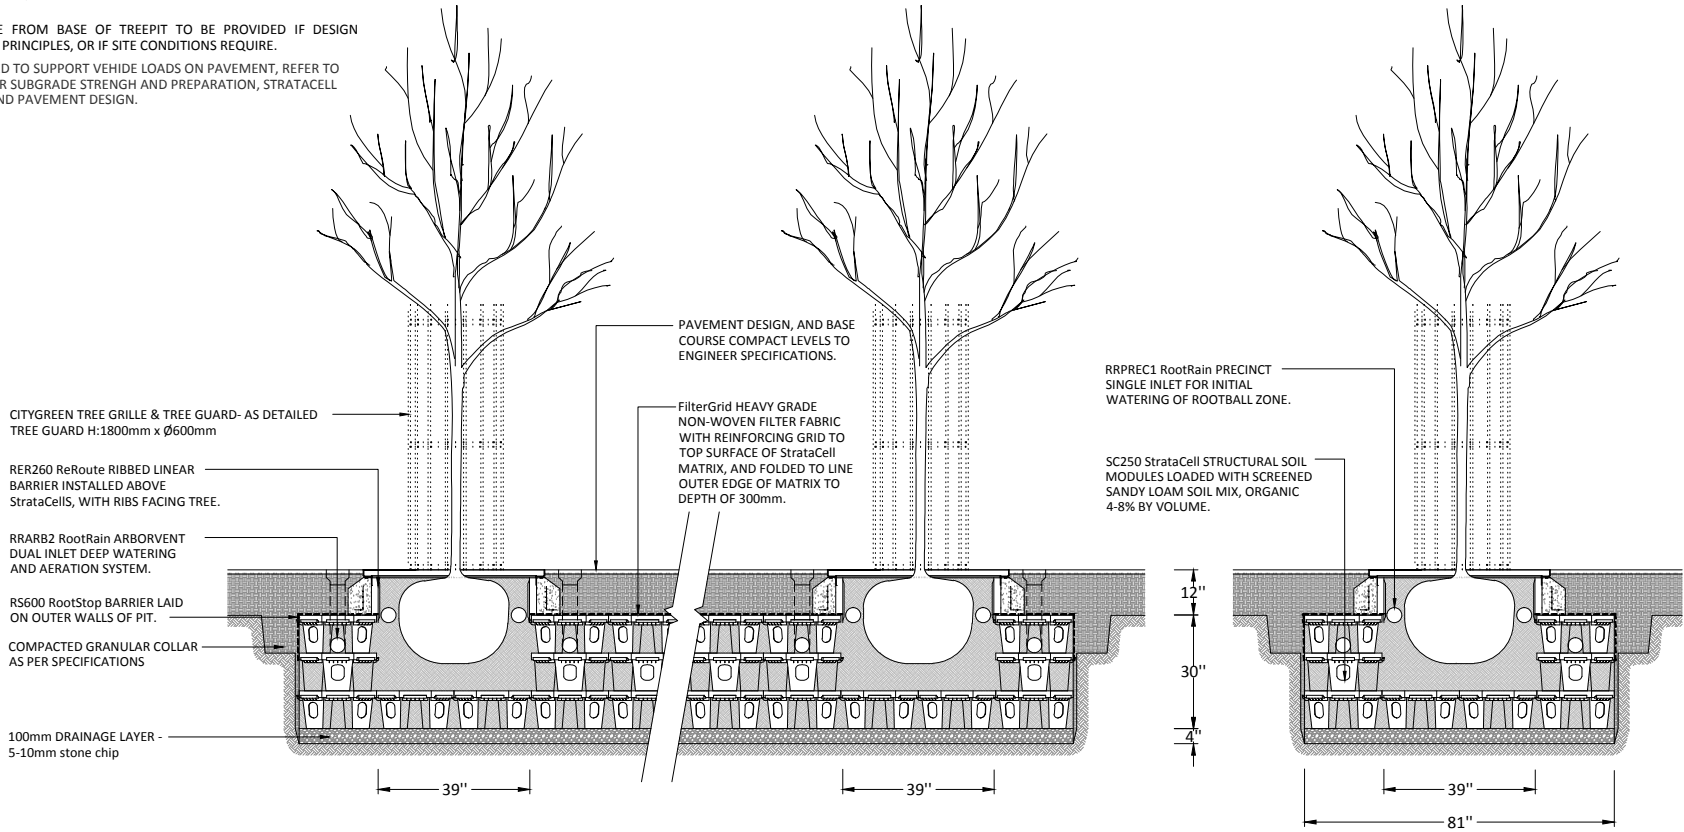 E FROM BASE OF TREEPIT TO BE PROVIDED IF DESIGN
PRINCIPLES, OR IF SITE CONDITIONS REQUIRE.
D TO SUPPORT VEHIDE LOADS ON PAVEMENT, REFER TO
R SUBGRADE STRENGH AND PREPARATION, STRATACELL
ND PAVEMENT DESIGN.
CITYGREEN TREE GRILLE & TREE GUARD- AS DETAILED
TREE GUARD H:1800mm x Ø600mm
RER260 ReRoute RIBBED LINEAR
BARRIER INSTALLED ABOVE
StrataCellS, WITH RIBS FACING TREE.
RRARB2 RootRain ARBORVENT
DUAL INLET DEEP WATERING
AND AERATION SYSTEM.
RS600 RootStop BARRIER LAID
ON OUTER WALLS OF PIT.
COMPACTED GRANULAR COLLAR
AS PER SPECIFICATIONS
100mm DRAINAGE LAYER -
5-10mm stone chip
PAVEMENT DESIGN, AND BASE
COURSE COMPACT LEVELS TO
ENGINEER SPECIFICATIONS.
FilterGrid HEAVY GRADE
NON-WOVEN FILTER FABRIC
WITH REINFORCING GRID TO
TOP SURFACE OF StrataCell
MATRIX, AND FOLDED TO LINE
OUTER EDGE OF MATRIX TO
DEPTH OF 300mm.
RRPREC1 RootRain PRECINCT
SINGLE INLET FOR INITIAL
WATERING OF ROOTBALL ZONE.
SC250 StrataCell STRUCTURAL SOIL
MODULES LOADED WITH SCREENED
SANDY LOAM SOIL MIX, ORGANIC
4-8% BY VOLUME.
12"
30"
4"
39"
39"
39"
81"